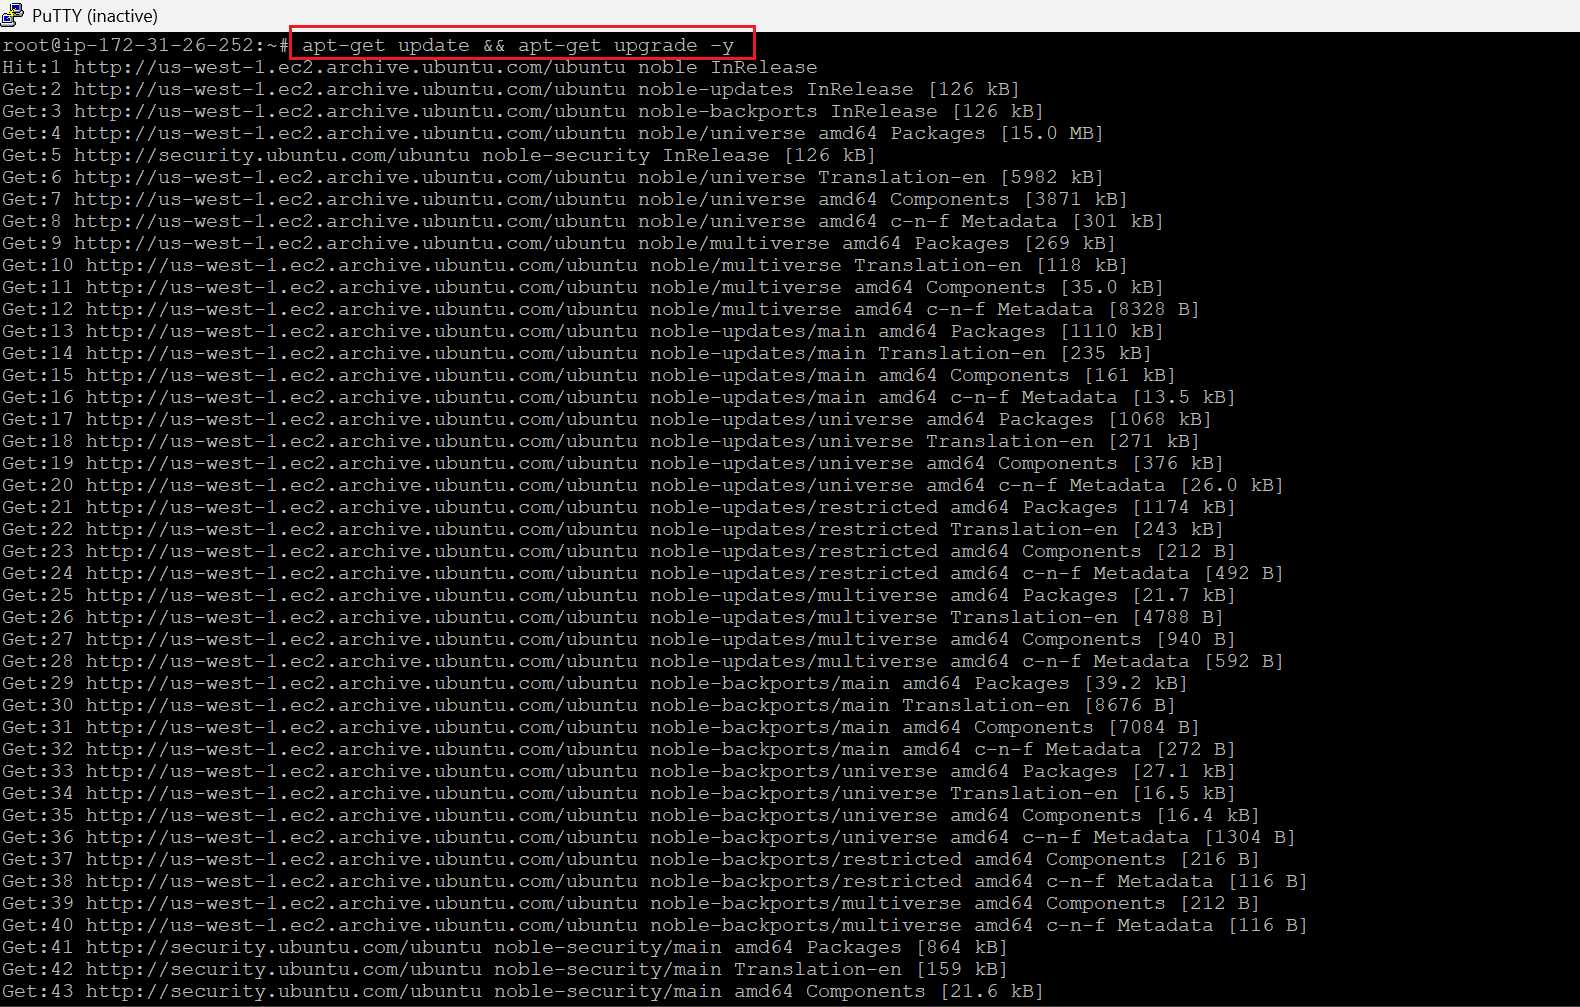 PuTTY (inactive)
root@ip-172-31-26-252:~# apt-get update && apt-get upgrade -y
Hit:1 http://us-west-1.ec2.archive.ubuntu.com/ubuntu noble InRelease
Get:2 http://us-west-1.ec2.archive.ubuntu.com/ubuntu noble-updates InRelease [126 kB]
Get:3 http://us-west-1.ec2.archive.ubuntu.com/ubuntu noble-backports InRelease [126 kB]
Get:4 http://us-west-1.ec2.archive.ubuntu.com/ubuntu noble/universe amd64 Packages [15.0 MB]
Get:5 http://security.ubuntu.com/ubuntu noble-security InRelease [126 kB]
Get:6 http://us-west-1.ec2.archive.ubuntu.com/ubuntu noble/universe Translation-en [5982 kB]
Get:7 http://us-west-1.ec2.archive.ubuntu.com/ubuntu noble/universe amd64 Components [3871 kB]
Get:8 http://us-west-1.ec2.archive.ubuntu.com/ubuntu noble/universe amd64 c-n-f Metadata [301 kB]
Get:9 http://us-west-1.ec2.archive.ubuntu.com/ubuntu noble/multiverse amd64 Packages [269 kB]
Get:10 http://us-west-1.ec2.archive.ubuntu.com/ubuntu noble/multiverse Translation-en [118 kB]
Get:11 http://us-west-1.ec2.archive.ubuntu.com/ubuntu noble/multiverse amd64 Components [35.0 kB]
Get:12 http://us-west-1.ec2.archive.ubuntu.com/ubuntu noble/multiverse amd64 c-n-f Metadata [8328 B]
Get:13 http://us-west-1.ec2.archive.ubuntu.com/ubuntu noble-updates/main amd64 Packages [1110 kB]
Get:14 http://us-west-1.ec2.archive.ubuntu.com/ubuntu noble-updates/main Translation-en [235 kB]
Get:15 http://us-west-1.ec2.archive.ubuntu.com/ubuntu noble-updates/main amd64 Components [161 kB]
Get:16 http://us-west-1.ec2.archive.ubuntu.com/ubuntu noble-updates/main amd64 c-n-f Metadata [13.5 kB]
Get:17 http://us-west-1.ec2.archive.ubuntu.com/ubuntu noble-updates/universe amd64 Packages [1068 kB]
Get:18 http://us-west-1.ec2.archive.ubuntu.com/ubuntu noble-updates/universe Translation-en [271 kB]
Get:19 http://us-west-1.ec2.archive.ubuntu.com/ubuntu noble-updates/universe amd64 Components [376 kB]
Get:20 http://us-west-1.ec2.archive.ubuntu.com/ubuntu noble-updates/universe amd64 c-n-f Metadata [26.0 kB]
Get:21 http://us-west-1.ec2.archive.ubuntu.com/ubuntu noble-updates/restricted amd64 Packages [1174 kB]
Get:22 http://us-west-1.ec2.archive.ubuntu.com/ubuntu noble-updates/restricted Translation-en [243 kB]
Get:23 http://us-west-1.ec2.archive.ubuntu.com/ubuntu noble-updates/restricted amd64 Components [212 B]
Get:24 http://us-west-1.ec2.archive.ubuntu.com/ubuntu noble-updates/restricted amd64 c-n-f Metadata [492 B]
Get:25 http://us-west-1.ec2.archive.ubuntu.com/ubuntu noble-updates/multiverse amd64 Packages [21.7 kB]
Get:26 http://us-west-1.ec2.archive.ubuntu.com/ubuntu noble-updates/multiverse Translation-en [4788 B]
Get:27 http://us-west-1.ec2.archive.ubuntu.com/ubuntu noble-updates/multiverse amd64 Components [940 B]
Get:28 http://us-west-1.ec2.archive.ubuntu.com/ubuntu noble-updates/multiverse amd64 c-n-f Metadata [592 B]
Get:29 http://us-west-1.ec2.archive.ubuntu.com/ubuntu noble-backports/main amd64 Packages [39.2 kB]
Get:30 http://us-west-1.ec2.archive.ubuntu.com/ubuntu noble-backports/main Translation-en [8676 B]
Get:31 http://us-west-1.ec2.archive.ubuntu.com/ubuntu noble-backports/main amd64 Components [7084 B]
Get:32 http://us-west-1.ec2.archive.ubuntu.com/ubuntu noble-backports/main amd64 c-n-f Metadata [272 B]
Get:33 http://us-west-1.ec2.archive.ubuntu.com/ubuntu noble-backports/universe amd64 Packages [27.1 kB]
Get:34 http://us-west-1.ec2.archive.ubuntu.com/ubuntu noble-backports/universe Translation-en [16.5 kB]
Get:35 http://us-west-1.ec2.archive.ubuntu.com/ubuntu noble-backports/universe amd64 Components [16.4 kB]
Get:36 http://us-west-1.ec2.archive.ubuntu.com/ubuntu noble-backports/universe amd64 c-n-f Metadata [1304 B]
Get:37 http://us-west-1.ec2.archive.ubuntu.com/ubuntu noble-backports/restricted amd64 Components [216 B]
Get:38 http://us-west-1.ec2.archive.ubuntu.com/ubuntu noble-backports/restricted amd64 c-n-f Metadata [116 B]
Get:39 http://us-west-1.ec2.archive.ubuntu.com/ubuntu noble-backports/multiverse amd64 Components [212 B]
Get:40 http://us-west-1.ec2.archive.ubuntu.com/ubuntu noble-backports/multiverse amd64 c-n-f Metadata [116 B]
Get:41 http://security.ubuntu.com/ubuntu noble-security/main amd64 Packages [864 kB]
Get:42 http://security.ubuntu.com/ubuntu noble-security/main Translation-en [159 kB]
Get:43 http://security.ubuntu.com/ubuntu noble-security/main amd64 Components [21.6 kB]